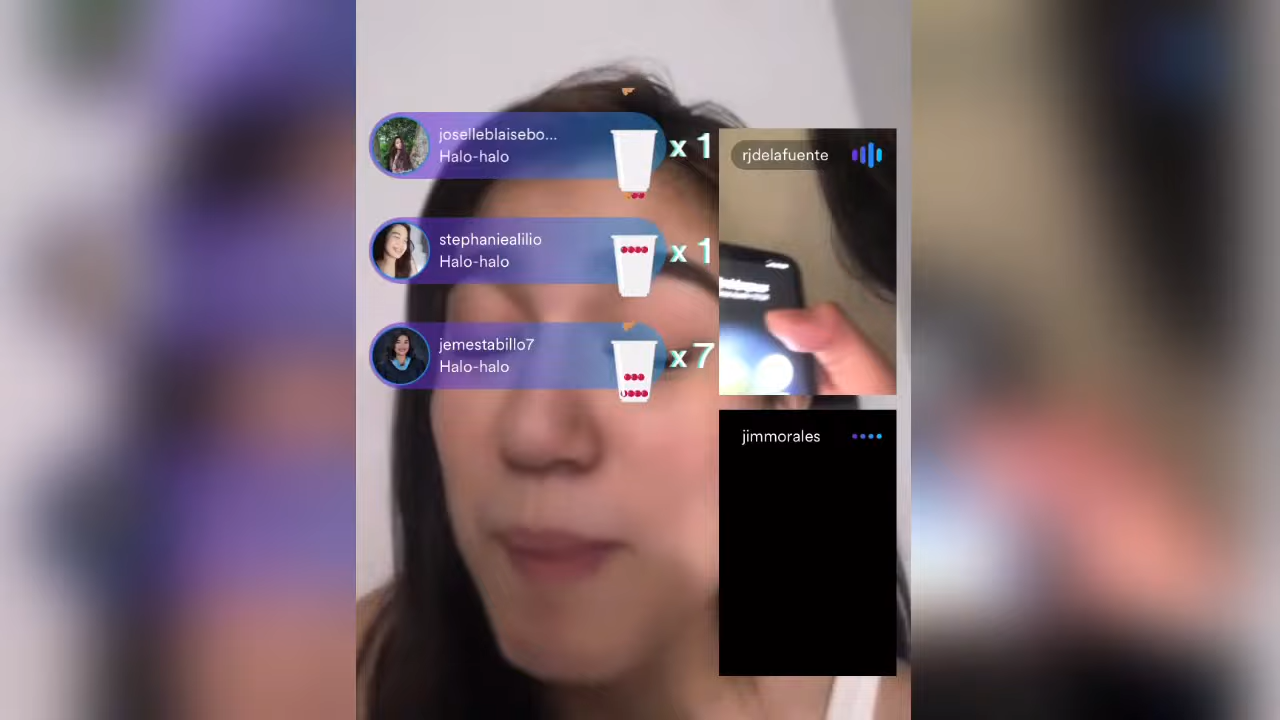 joselleblaisebo...
Halo-halo
x 1
stephaniealilio
Halo-halo
x 1
jemestabillo7
Halo-halo
x 7
rjdelafuente
jimmorales